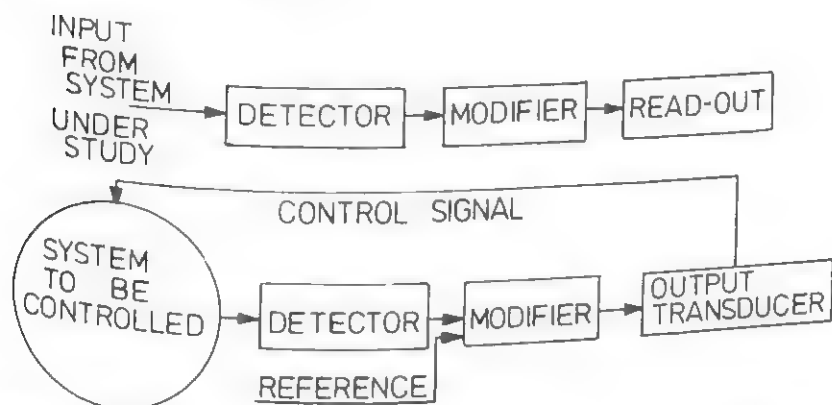 INPUT
FROM
SYSTEM
UNDER
STUDY
DETECTOR
MODIFIER
READ-OUT
CONTROL SIGNAL
SYSTEM
TO BE
CONTROLLED
DETECTOR
MODIFIER
OUTPUT
TRANSDUCER
REFERENCE